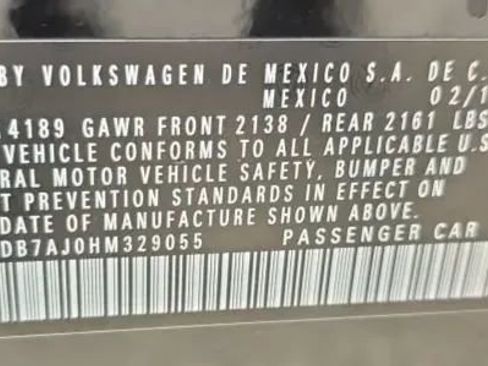 BY VOLKSWAGEN DE MEXICO S.A. DE C.
MEXICO 02/1
4189 GAWR FRONT 2138 / REAR 2161 LBS
VEHICLE CONFORMS TO ALL APPLICABLE U.S
RAL MOTOR VEHICLE SAFETY, BUMPER AND
T PREVENTION STANDARDS IN EFFECT ON
DATE OF MANUFACTURE SHOWN ABOVE.
DB7AJ0HM329055 PASSENGER CAR